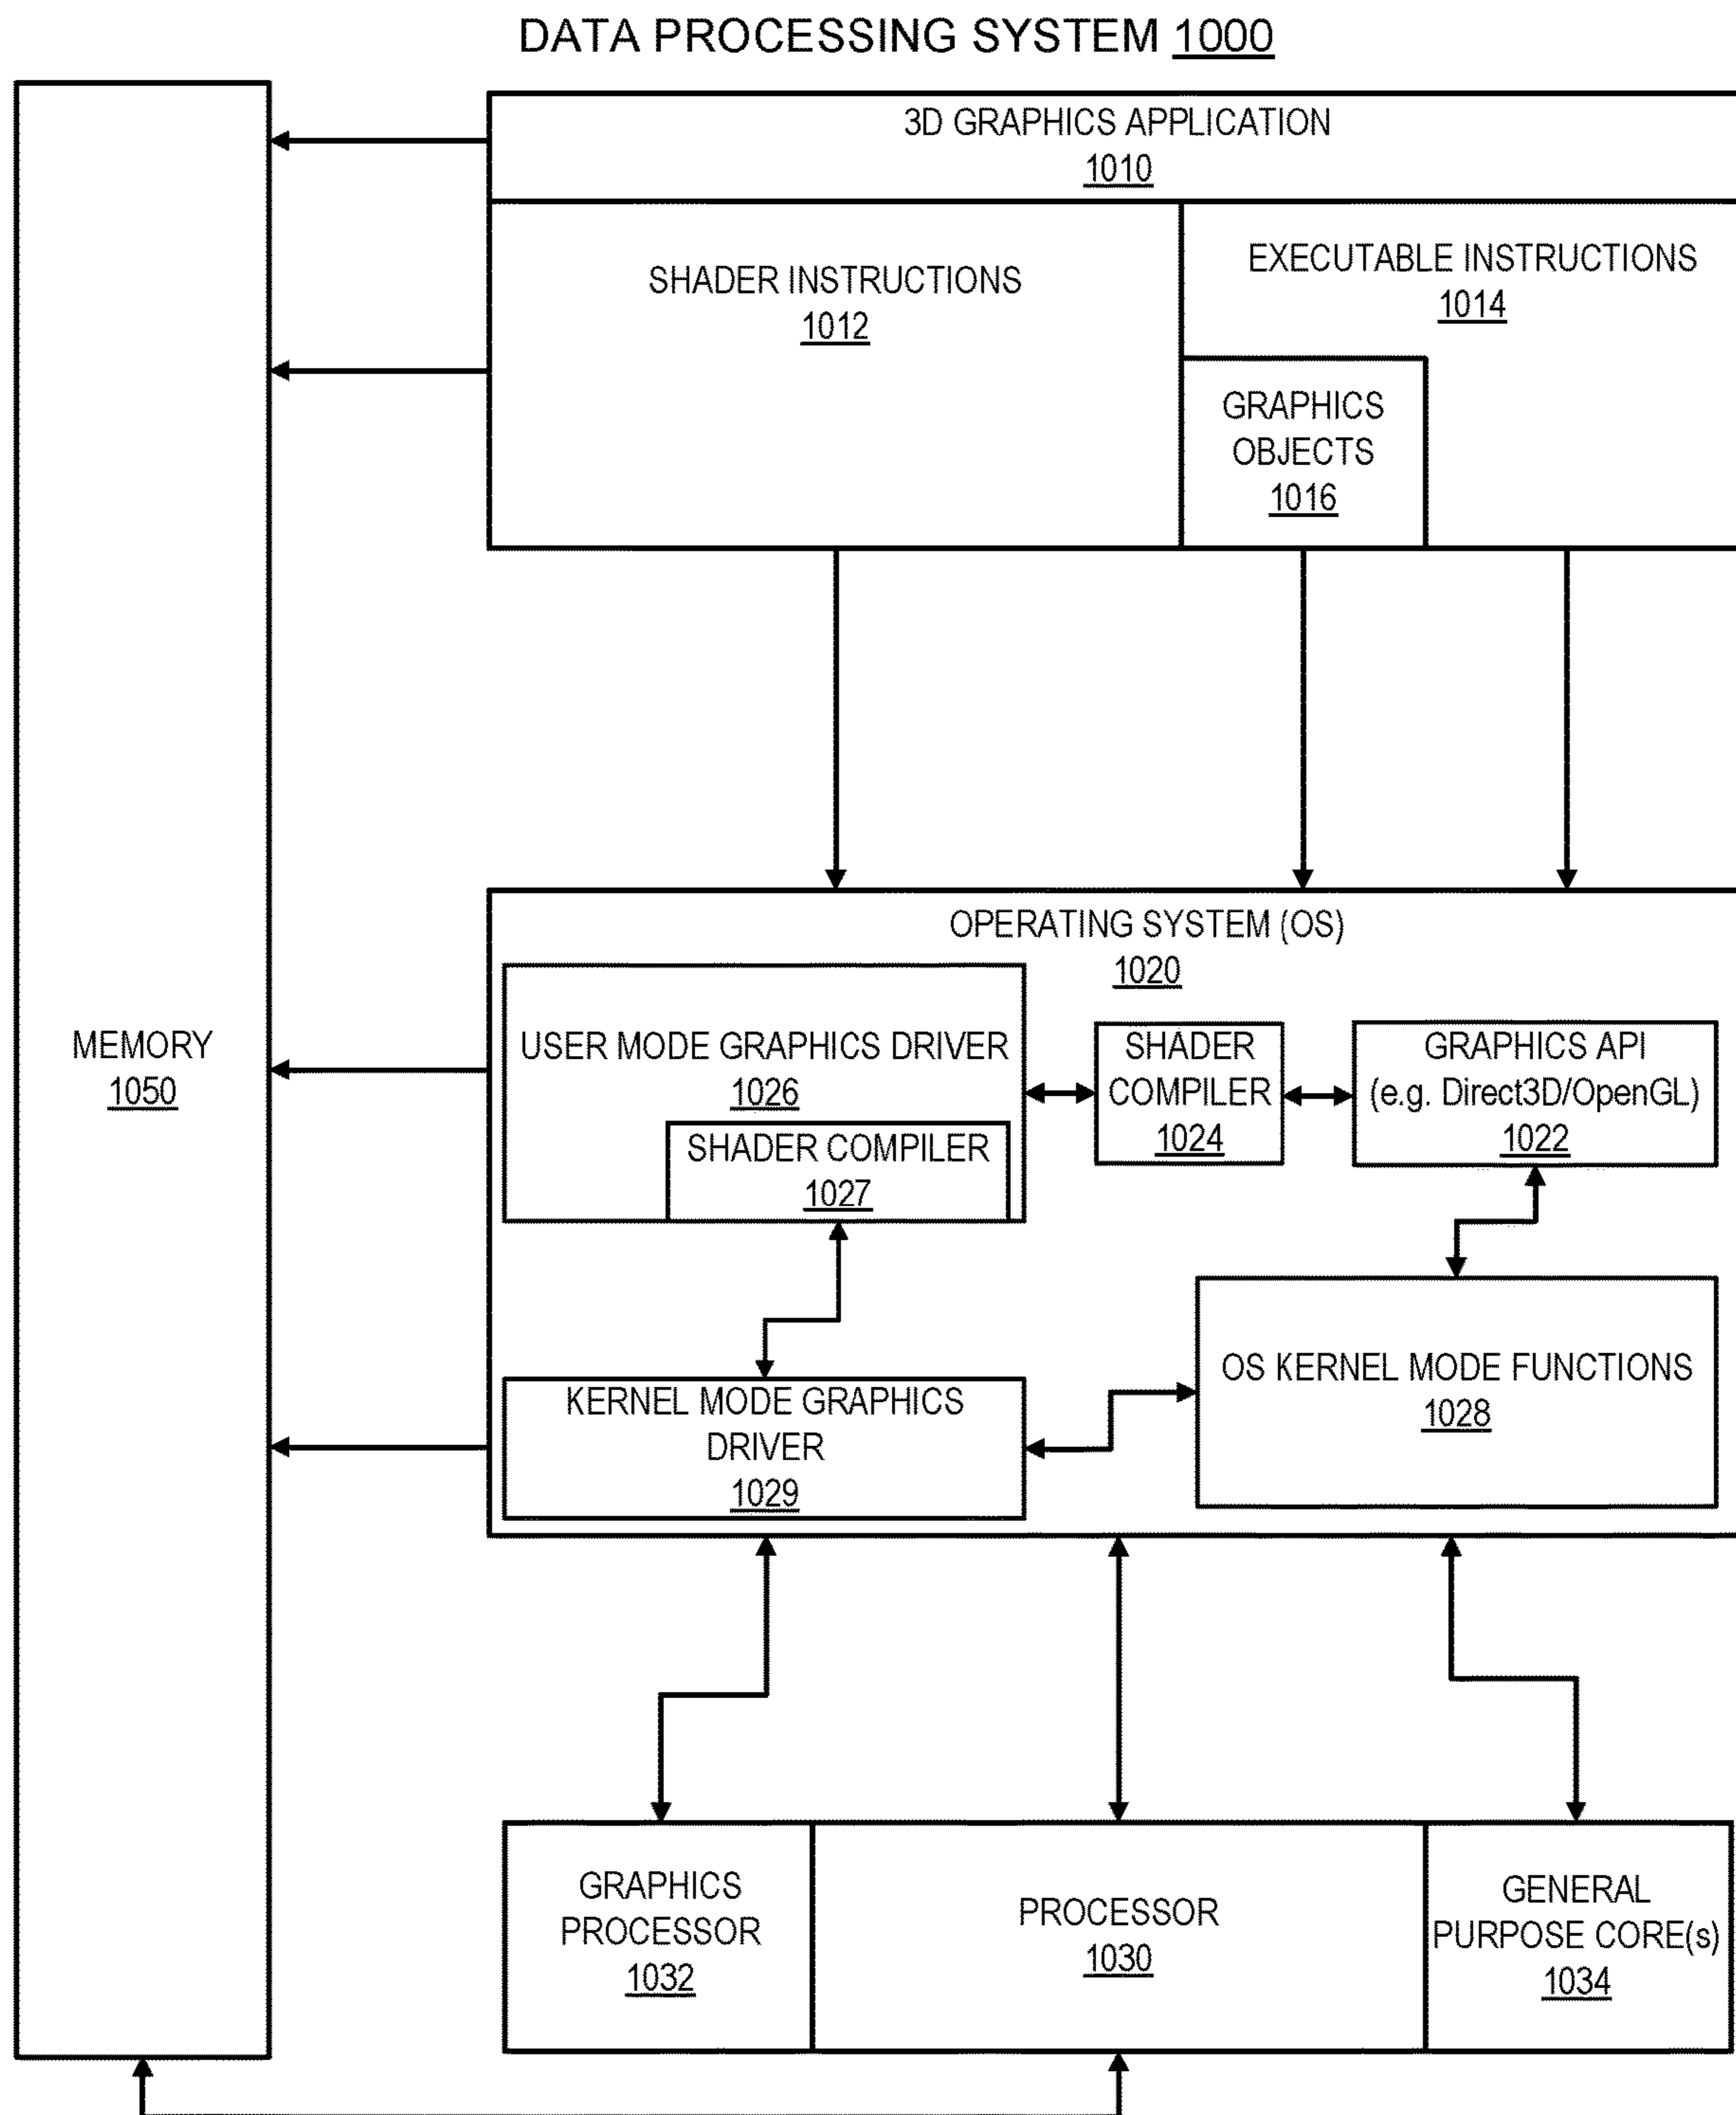 DATA PROCESSING SYSTEM 1000
3D GRAPHICS APPLICATION
1010
SHADER INSTRUCTIONS
1012
EXECUTABLE INSTRUCTIONS
1014
GRAPHICS
OBJECTS
1016
OPERATING SYSTEM (OS)
1020
MEMORY
1050
USER MODE GRAPHICS DRIVER
1026
SHADER COMPILER
1027
SHADER
COMPILER
1024
GRAPHICS API
(e.g. Direct3D/OpenGL)
1022
KERNEL MODE GRAPHICS
DRIVER
1029
OS KERNEL MODE FUNCTIONS
1028
GRAPHICS
PROCESSOR
1032
PROCESSOR
1030
GENERAL
PURPOSE CORE(s)
1034